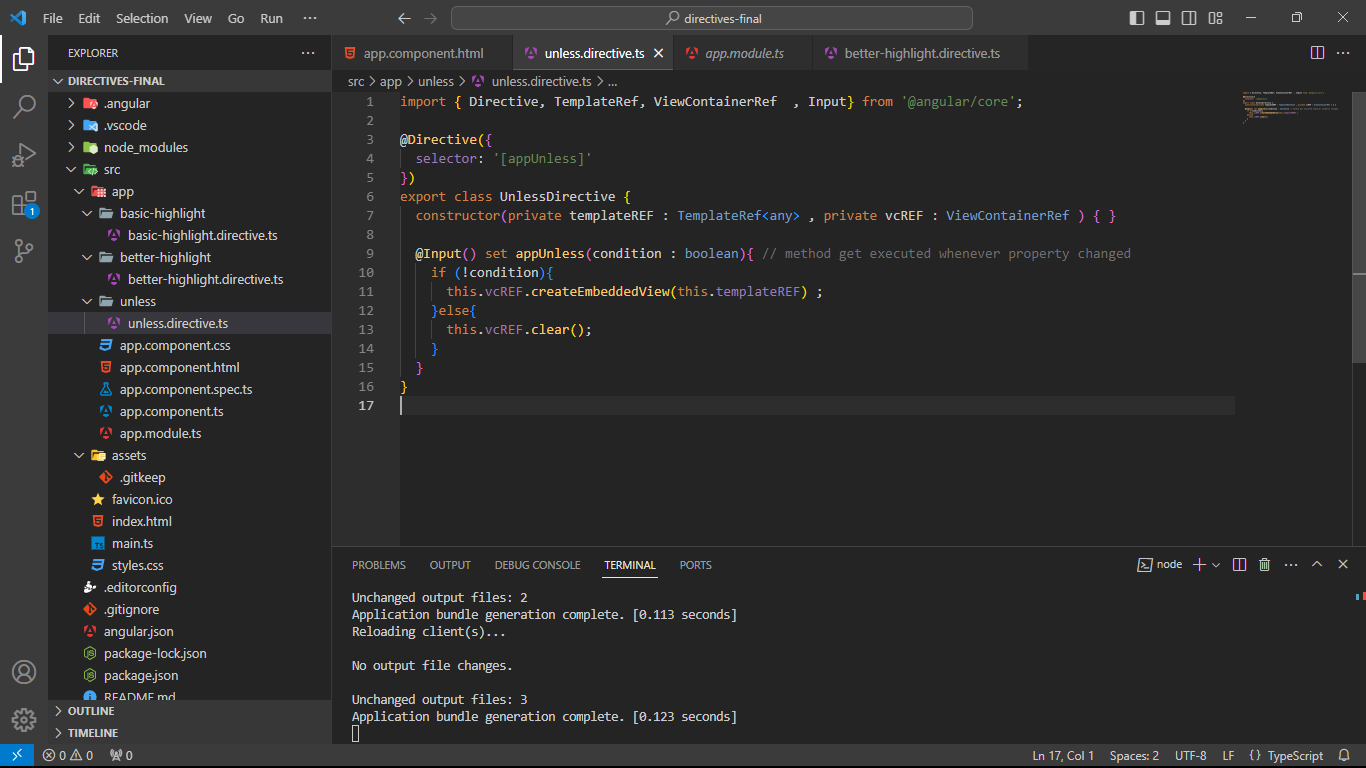 File Edit Selection View Go Run ···
directives-final
EXPLORER ···
app.component.html
unless.directive.ts
app.module.ts
better-highlight.directive.ts
DIRECTIVES-FINAL
.angular
.vscode
node_modules
src
app
basic-highlight
basic-highlight.directive.ts
better-highlight
better-highlight.directive.ts
unless
unless.directive.ts
app.component.css
app.component.html
app.component.spec.ts
app.component.ts
app.module.ts
assets
.gitkeep
favicon.ico
index.html
main.ts
styles.css
.editorconfig
.gitignore
angular.json
package-lock.json
package.json
README.md
OUTLINE
TIMELINE
1
src > app > unless > unless.directive.ts > ...
1 import { Directive, TemplateRef, ViewContainerRef  , Input} from '@angular/core';
2
3 @Directive({
4   selector: '[appUnless]'
5 })
6 export class UnlessDirective {
7   constructor(private templateREF : TemplateRef<any> , private vcREF : ViewContainerRef ) { }
8
9   @Input() set appUnless(condition : boolean){ // method get executed whenever property changed
10     if (!condition){
11       this.vcREF.createEmbeddedView(this.templateREF) ;
12     }else{
13       this.vcREF.clear();
14     }
15   }
16 }
17
PROBLEMS OUTPUT DEBUG CONSOLE TERMINAL PORTS
node
Unchanged output files: 2
Application bundle generation complete. [0.113 seconds]
Reloading client(s)...
No output file changes.
Unchanged output files: 3
Application bundle generation complete. [0.123 seconds]
0 0 0 Ln 17, Col 1 Spaces: 2 UTF-8 LF {} TypeScript